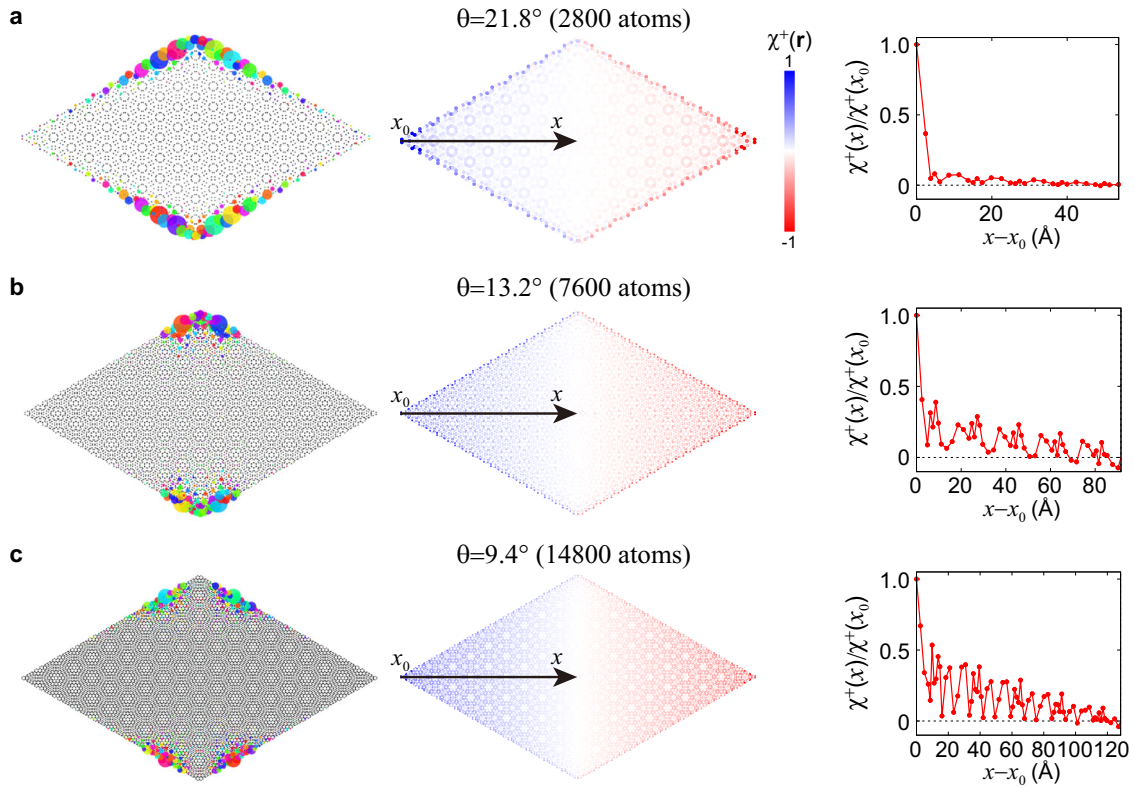 a
θ=21.8° (2800 atoms)
χ⁺(r)
1
-1
x₀
x
χ⁺(x)/χ⁺(x₀)
1.0
0.5
0
0 20 40
x−x₀ (Å)
b
θ=13.2° (7600 atoms)
x₀
x
χ⁺(x)/χ⁺(x₀)
1.0
0.5
0
0 20 40 60 80
x−x₀ (Å)
c
θ=9.4° (14800 atoms)
x₀
x
χ⁺(x)/χ⁺(x₀)
1.0
0.5
0
0 20 40 60 80 100 120
x−x₀ (Å)